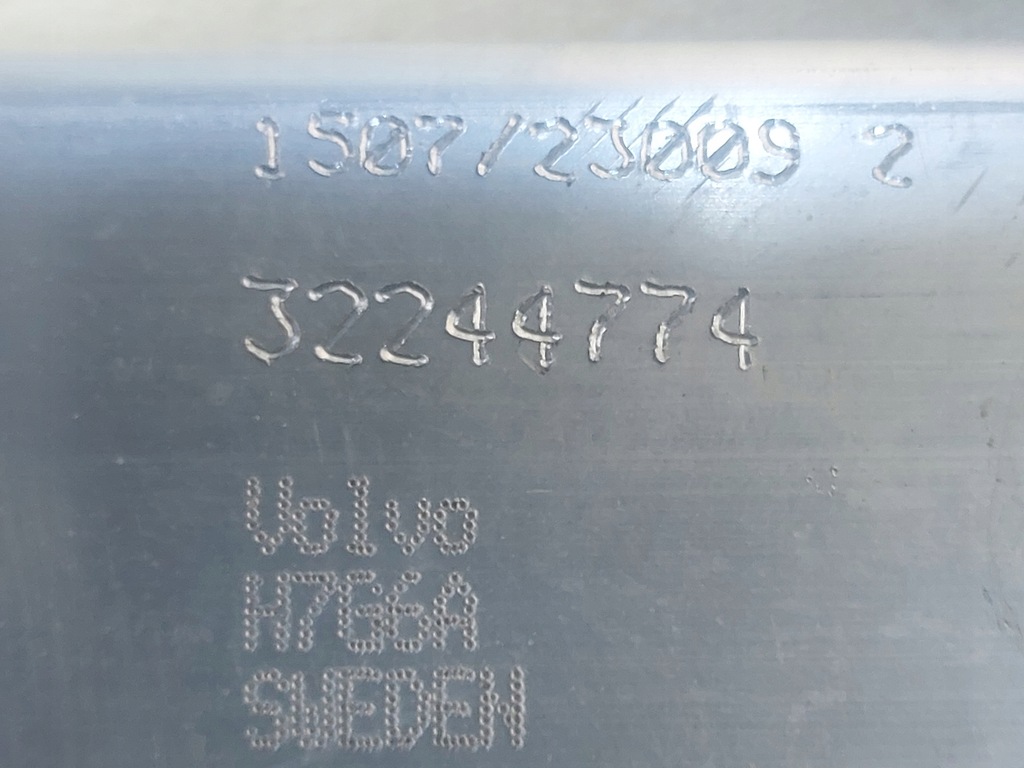 1507/23009 2
32244774
Volvo
H7G6A
SWEDEN